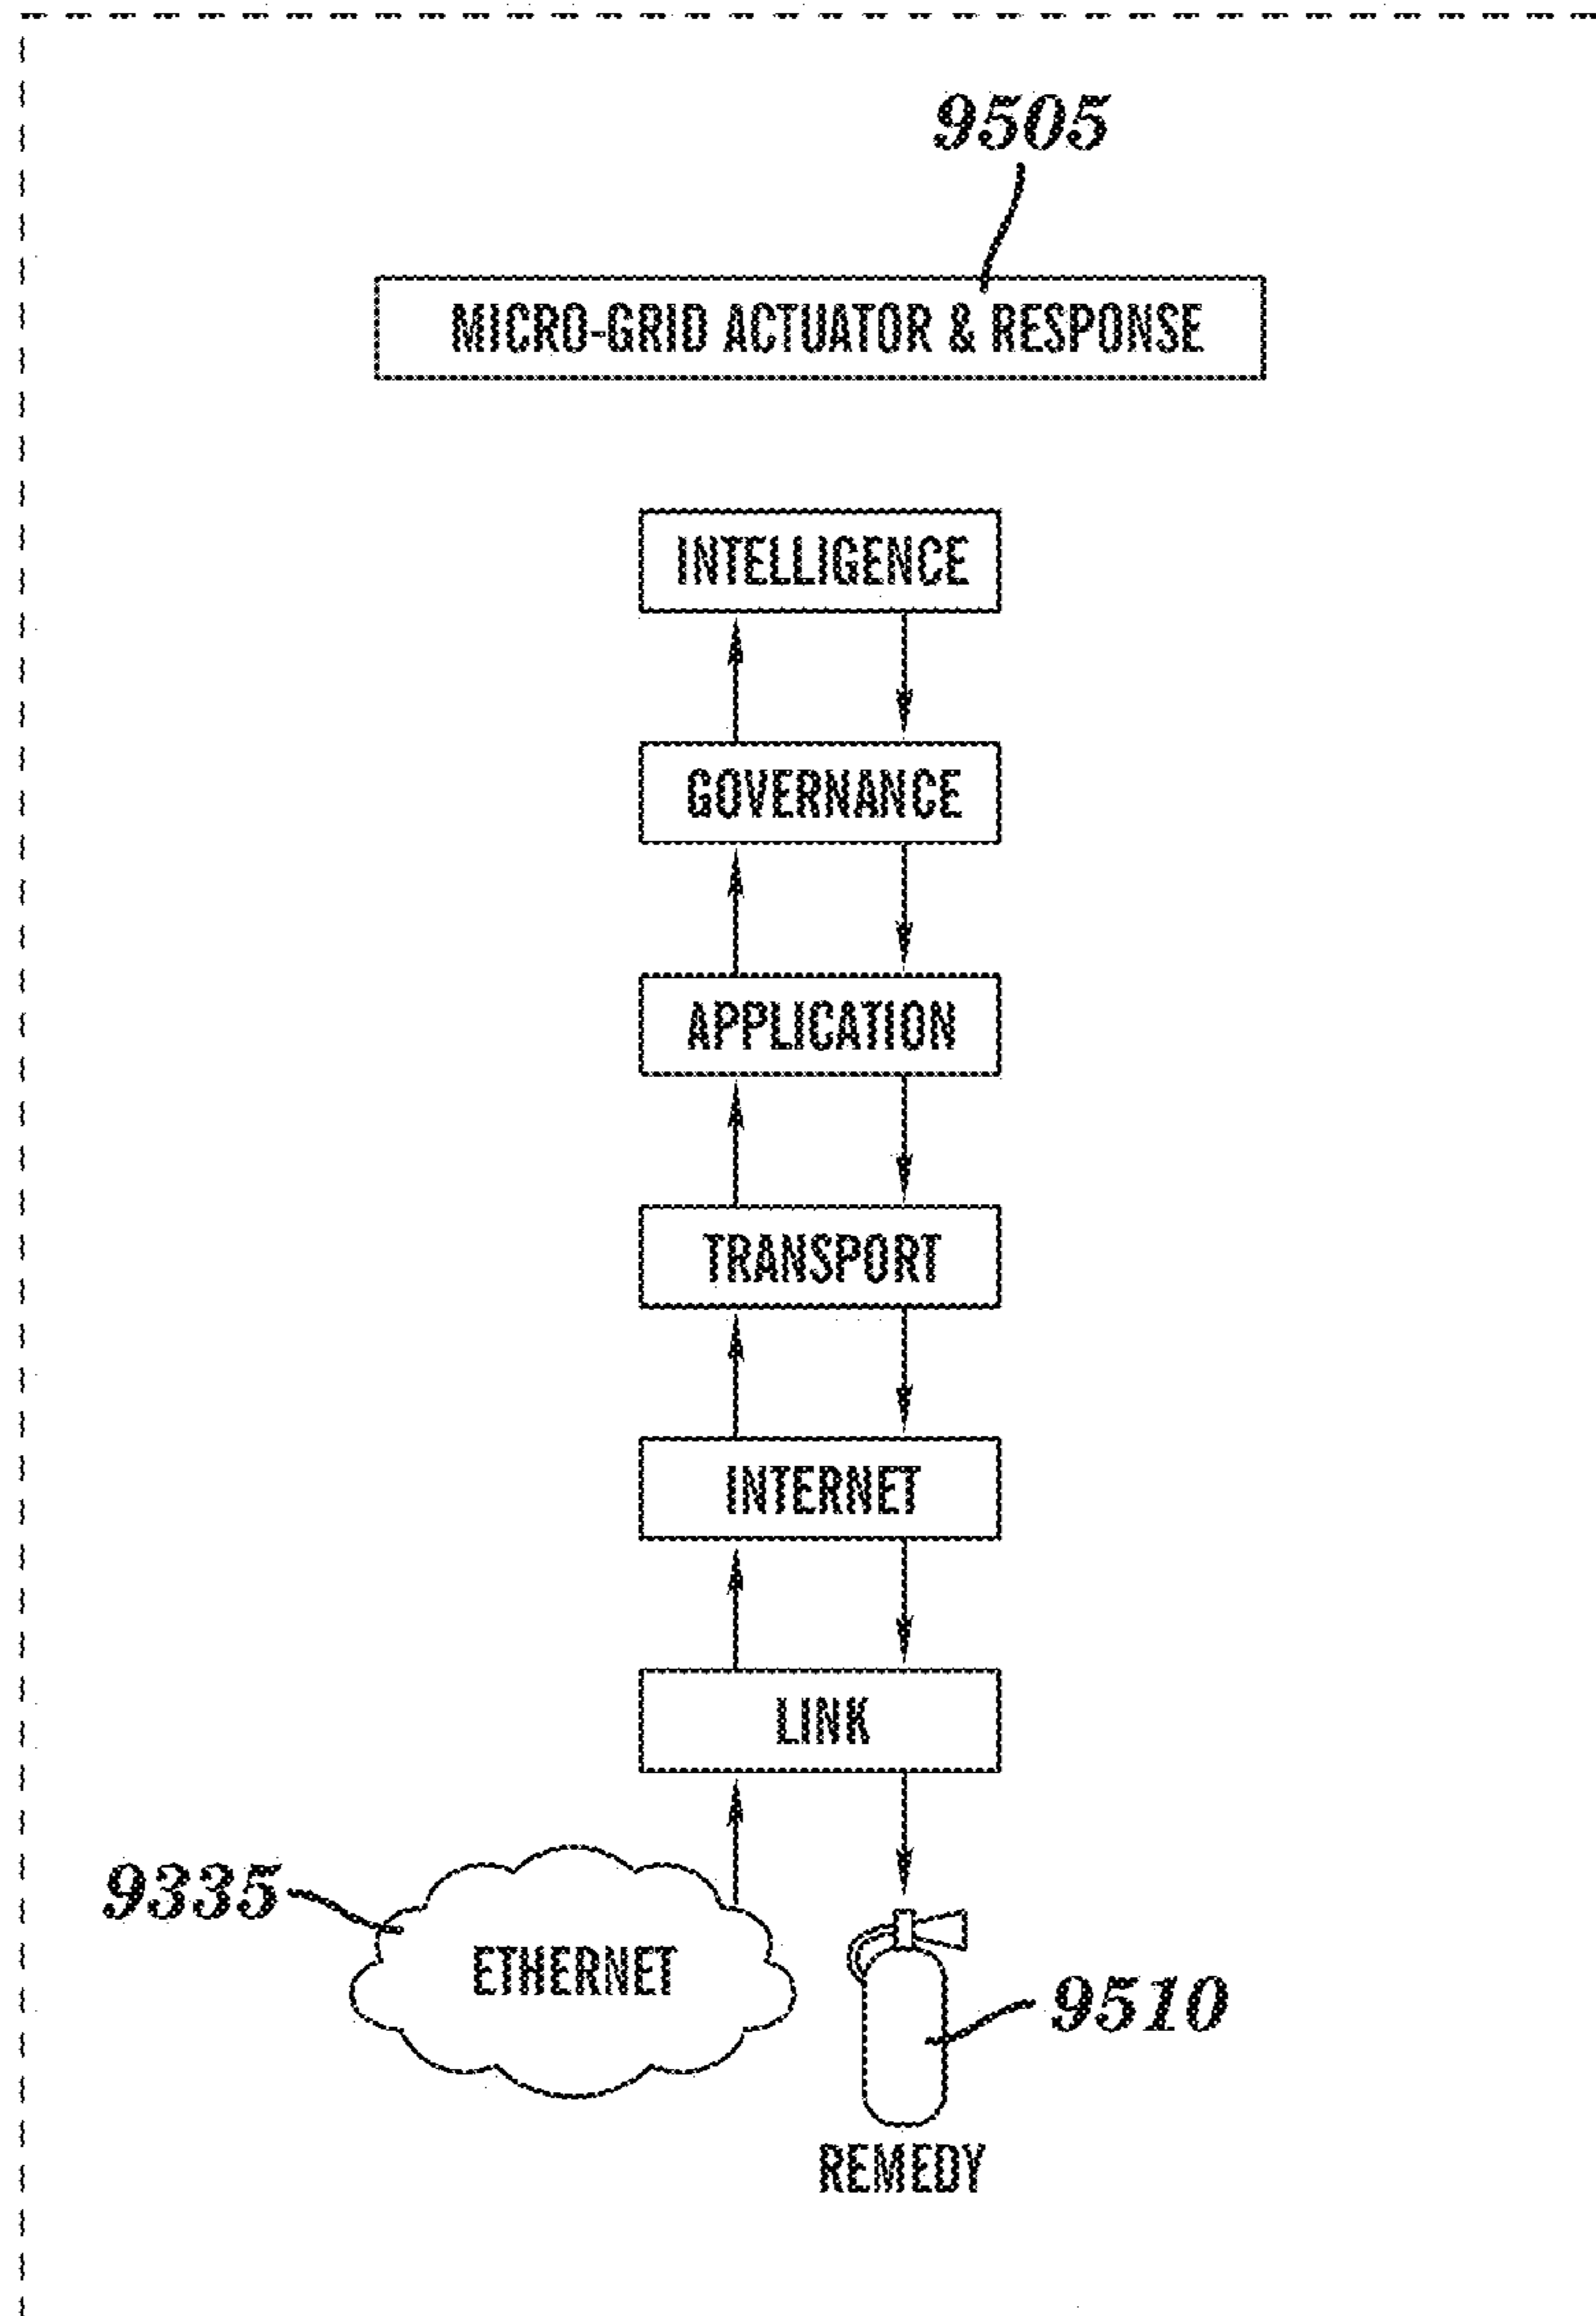 9505
MICRO-GRID ACTUATOR & RESPONSE
INTELLIGENCE
GOVERNANCE
APPLICATION
TRANSPORT
INTERNET
LINK
9335
ETHERNET
9510
REMEDY